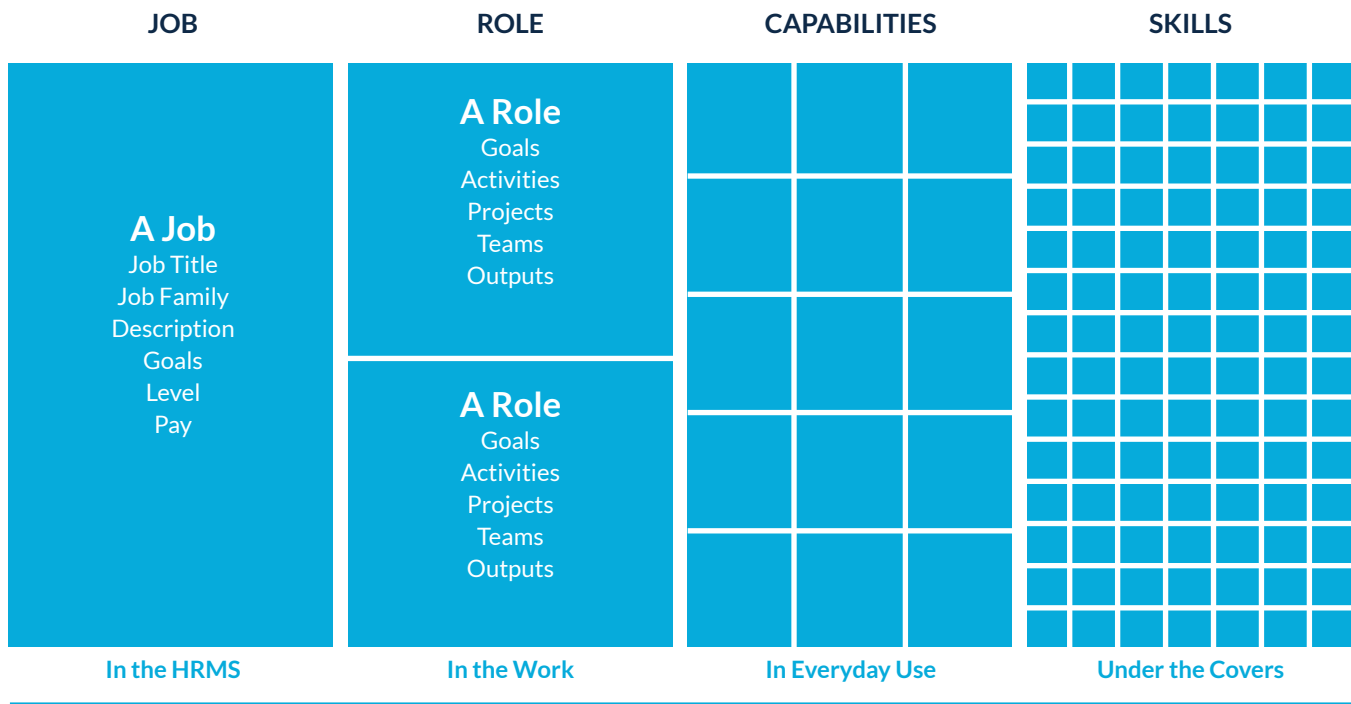 JOB
ROLE
CAPABILITIES
SKILLS
A Job
Job Title
Job Family
Description
Goals
Level
Pay
A Role
Goals
Activities
Projects
Teams
Outputs
A Role
Goals
Activities
Projects
Teams
Outputs
In the HRMS
In the Work
In Everyday Use
Under the Covers